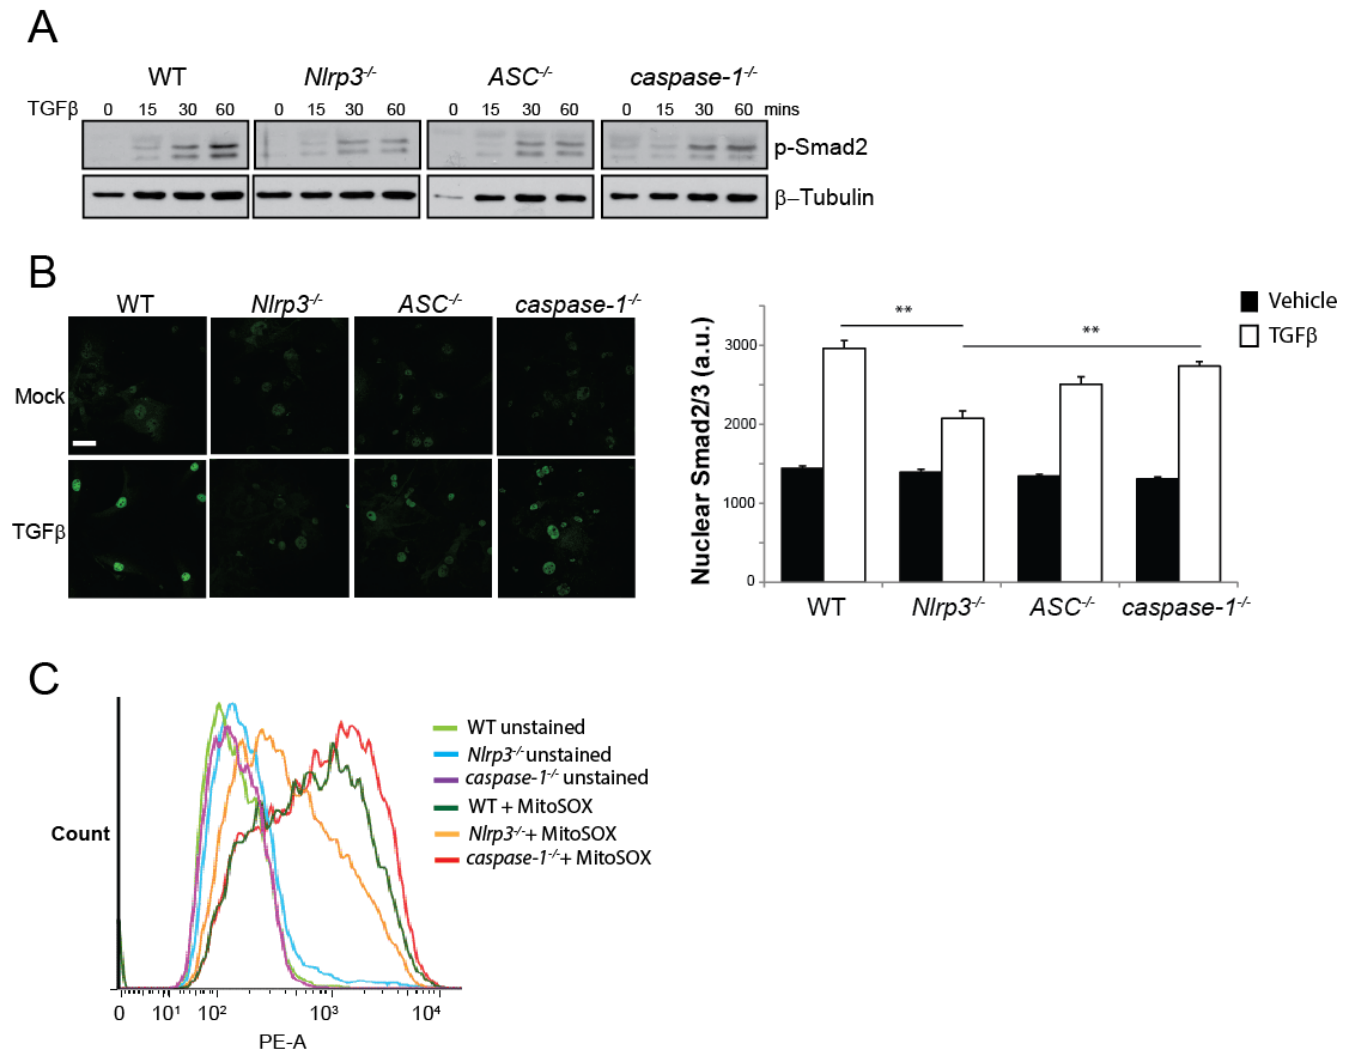 A
WT Nlrp3-/- ASC-/- caspase-1-/-
TGFβ 0 15 30 60 0 15 30 60 0 15 30 60 0 15 30 60 mins
p-Smad2
β–Tubulin
B
WT Nlrp3-/- ASC-/- caspase-1-/-
Mock
TGFβ
Vehicle
TGFβ
** **
Nuclear Smad2/3 (a.u.)
3000
2000
1000
0
WT Nlrp3-/- ASC-/- caspase-1-/-
C
WT unstained
Nlrp3-/- unstained
caspase-1-/- unstained
WT + MitoSOX
Nlrp3-/-+ MitoSOX
caspase-1-/-+ MitoSOX
Count
0 10¹ 10² 10³ 10⁴
PE-A